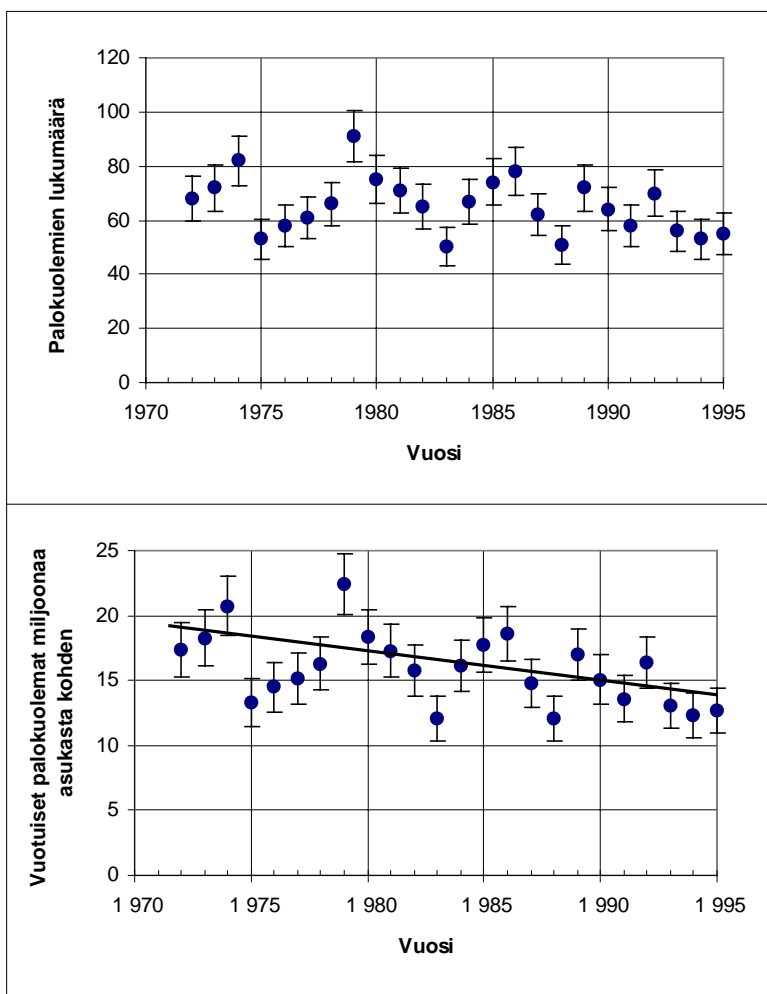 120
100
80
60
40
20
0
Palokuolemien lukumäärä
1970 1975 1980 1985 1990 1995
Vuosi
25
20
15
10
5
0
Vuotuiset palokuolemat miljoonaa
asukasta kohden
1 970 1 975 1 980 1 985 1 990 1 995
Vuosi